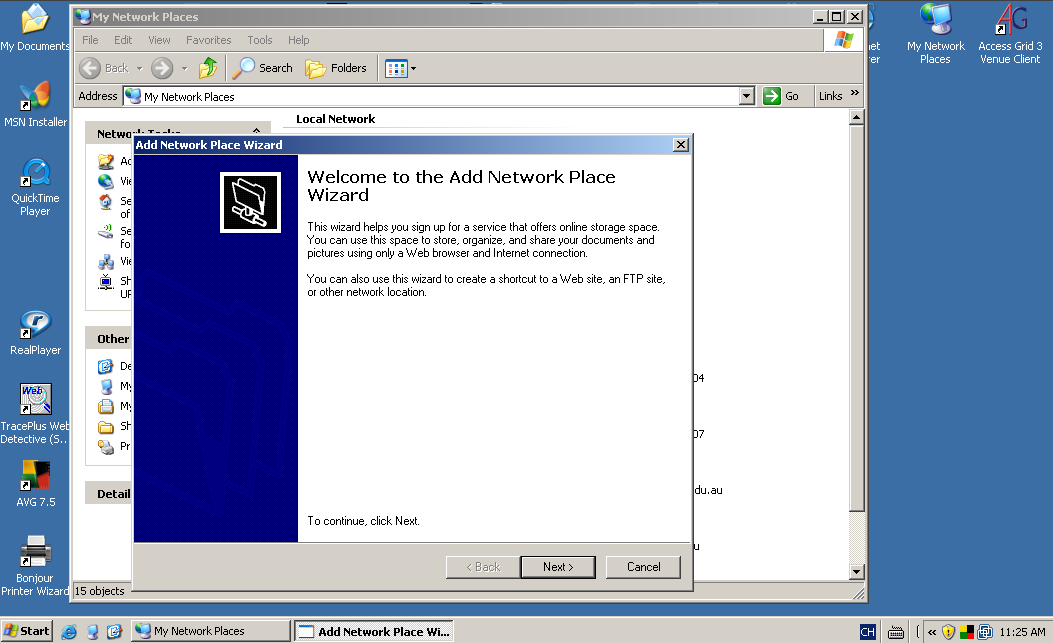 My Documents
MSN Installer
QuickTime
Player
RealPlayer
Web
TracePlus Web
Detective (S...
AVG 7.5
Bonjour
Printer Wizard
My Network Places
File Edit View Favorites Tools Help
Back Search Folders
Address My Network Places Go Links »
Local Network
Other
Detail
Add Network Place Wizard
Welcome to the Add Network Place
Wizard
This wizard helps you sign up for a service that offers online storage space.
You can use this space to store, organize, and share your documents and
pictures using only a Web browser and Internet connection.
You can also use this wizard to create a shortcut to a Web site, an FTP site,
or other network location.
To continue, click Next.
< Back Next > Cancel
04
07
du.au
u
15 objects
My Network
Places
AG
Access Grid 3
Venue Client
Start My Network Places Add Network Place Wi... CH « 11:25 AM